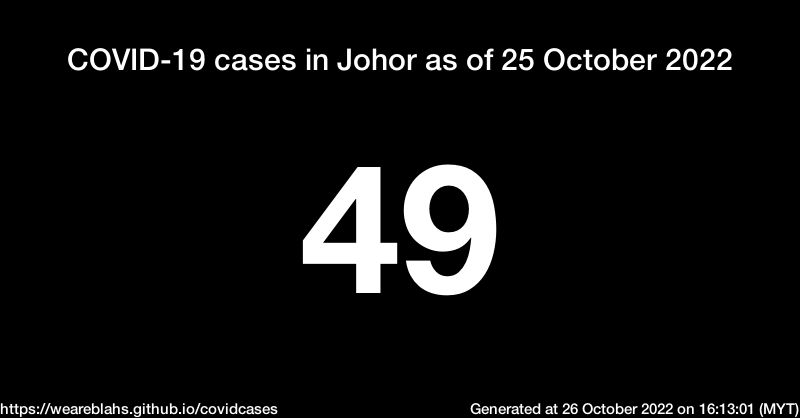 COVID-19 cases in Johor as of 25 October 2022
49
https://weareblahs.github.io/covidcases
Generated at 26 October 2022 on 16:13:01 (MYT)